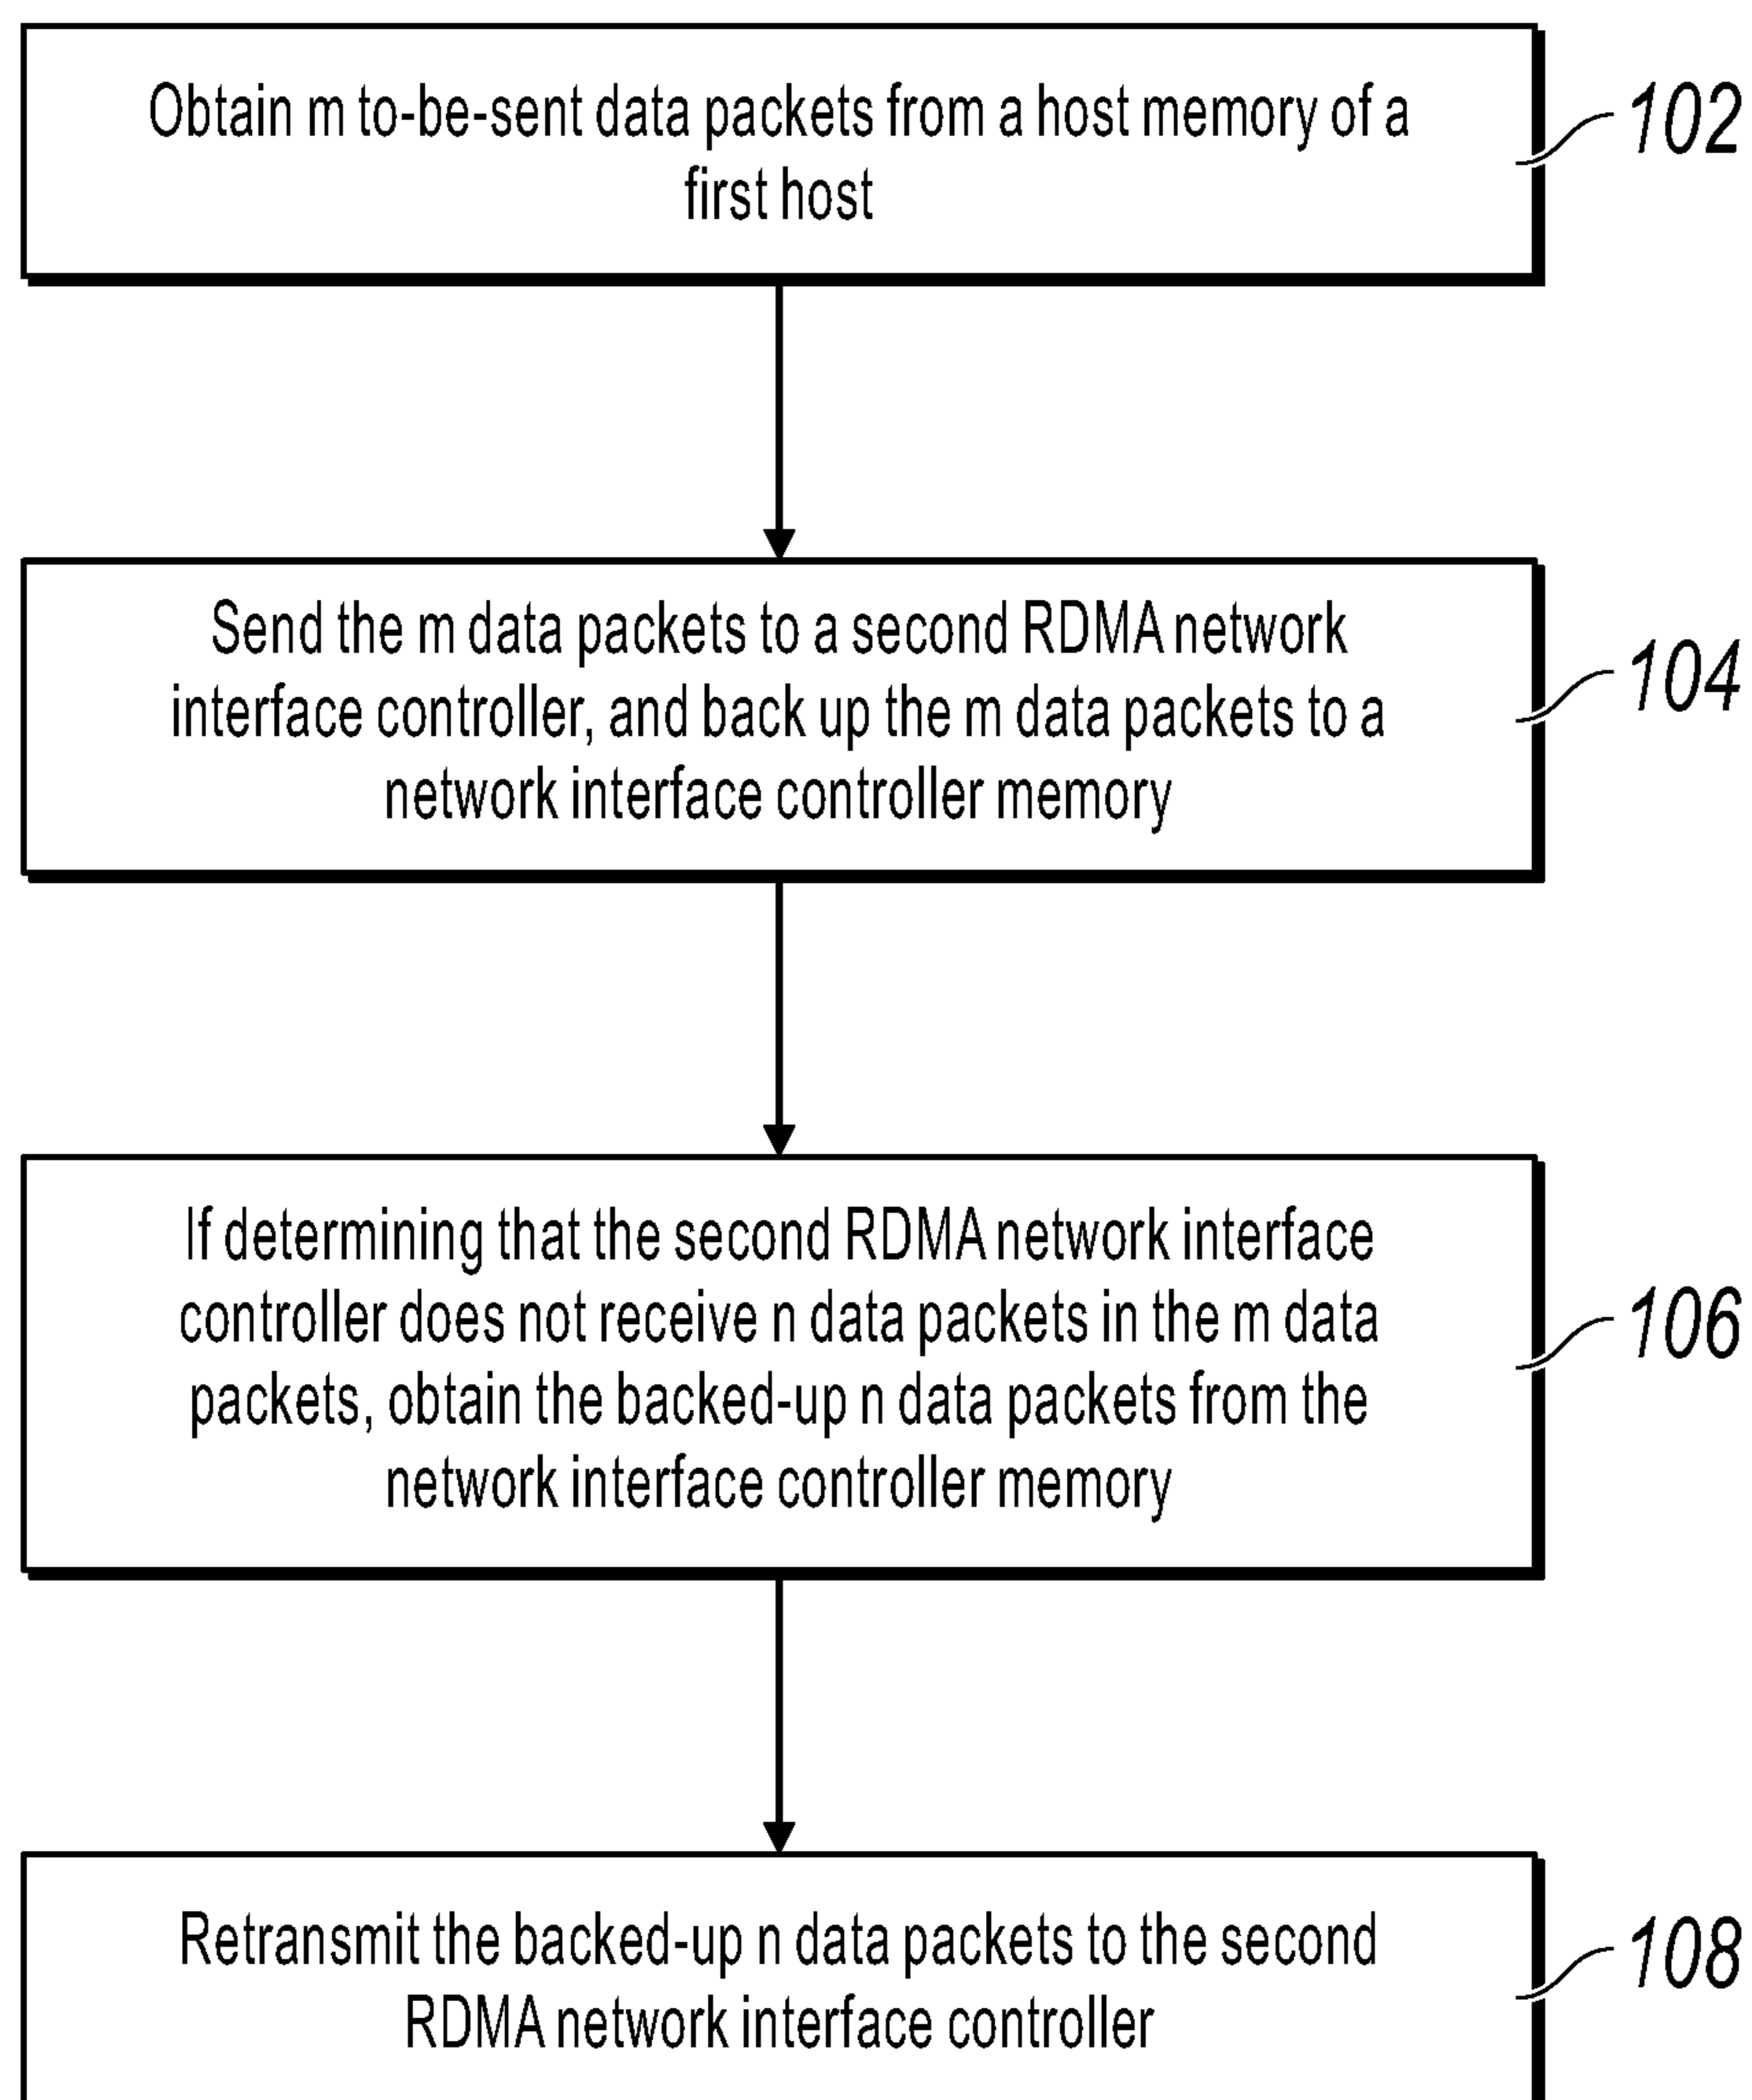 Obtain m to-be-sent data packets from a host memory of a
first host
102
Send the m data packets to a second RDMA network
interface controller, and back up the m data packets to a
network interface controller memory
104
If determining that the second RDMA network interface
controller does not receive n data packets in the m data
packets, obtain the backed-up n data packets from the
network interface controller memory
106
Retransmit the backed-up n data packets to the second
RDMA network interface controller
108